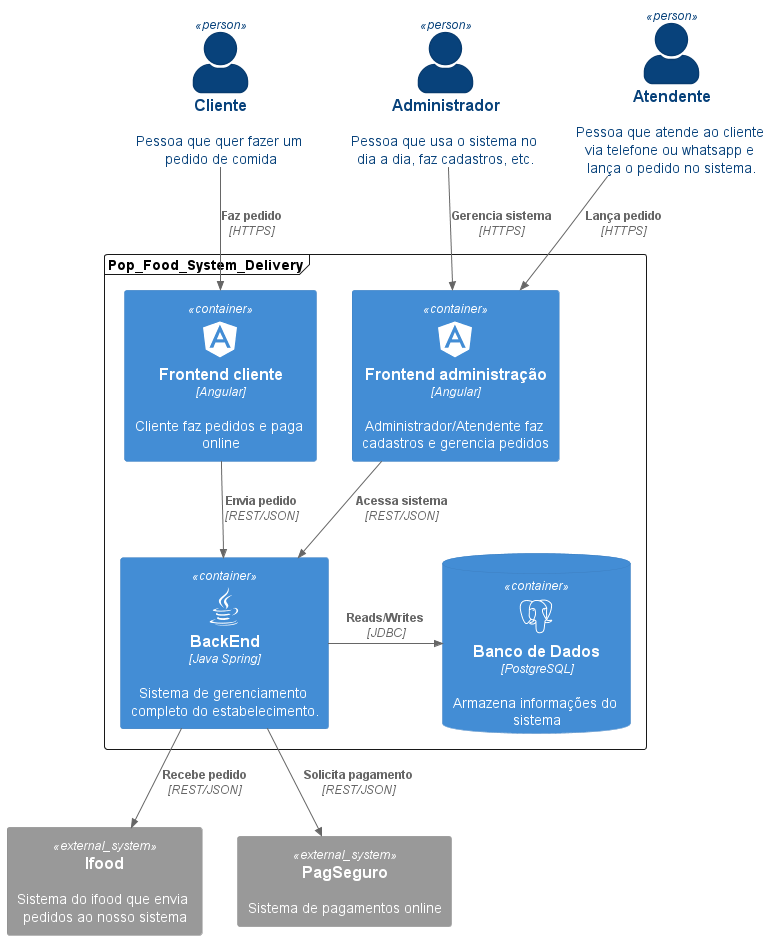 «person»
Cliente
Pessoa que quer fazer um
pedido de comida
«person»
Administrador
Pessoa que usa o sistema no
dia a dia, faz cadastros, etc.
«person»
Atendente
Pessoa que atende ao cliente
via telefone ou whatsapp e
lança o pedido no sistema.
Faz pedido
[HTTPS]
Gerencia sistema
[HTTPS]
Lança pedido
[HTTPS]
Pop_Food_System_Delivery
«container»
Frontend cliente
[Angular]
Cliente faz pedidos e paga
online
«container»
Frontend administração
[Angular]
Administrador/Atendente faz
cadastros e gerencia pedidos
Envia pedido
[REST/JSON]
Acessa sistema
[REST/JSON]
«container»
BackEnd
[Java Spring]
Sistema de gerenciamento
completo do estabelecimento.
Reads/Writes
[JDBC]
«container»
Banco de Dados
[PostgreSQL]
Armazena informações do
sistema
Recebe pedido
[REST/JSON]
Solicita pagamento
[REST/JSON]
«external_system»
Ifood
Sistema do ifood que envia
pedidos ao nosso sistema
«external_system»
PagSeguro
Sistema de pagamentos online